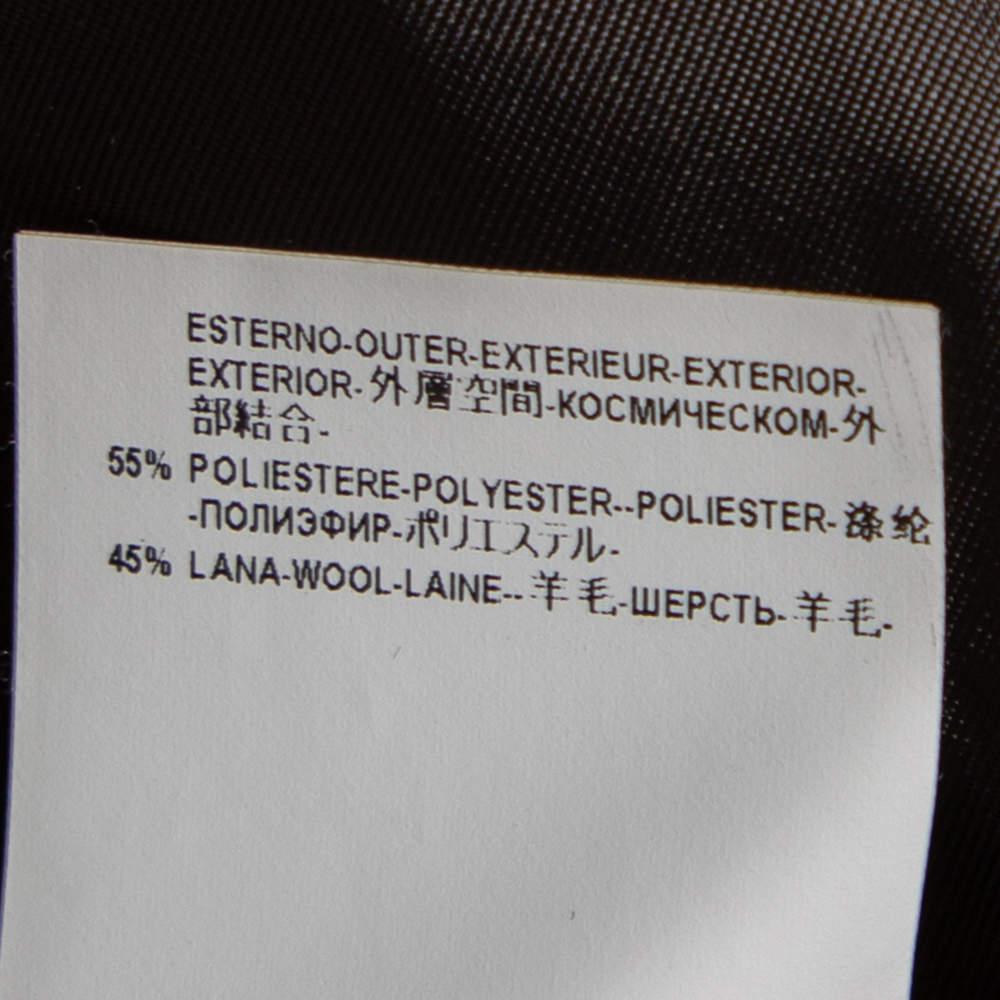 ESTERNO-OUTER-EXTERIEUR-EXTERIOR-
EXTERIOR-外層空間-КОСМИЧЕСКОМ-外
部結合-
55% POLIESTERE-POLYESTER--POLIESTER-涤纶
-ПОЛИЭФИР-ポリエステル-
45% LANA-WOOL-LAINE--羊毛-ШЕРСТЬ-羊毛-